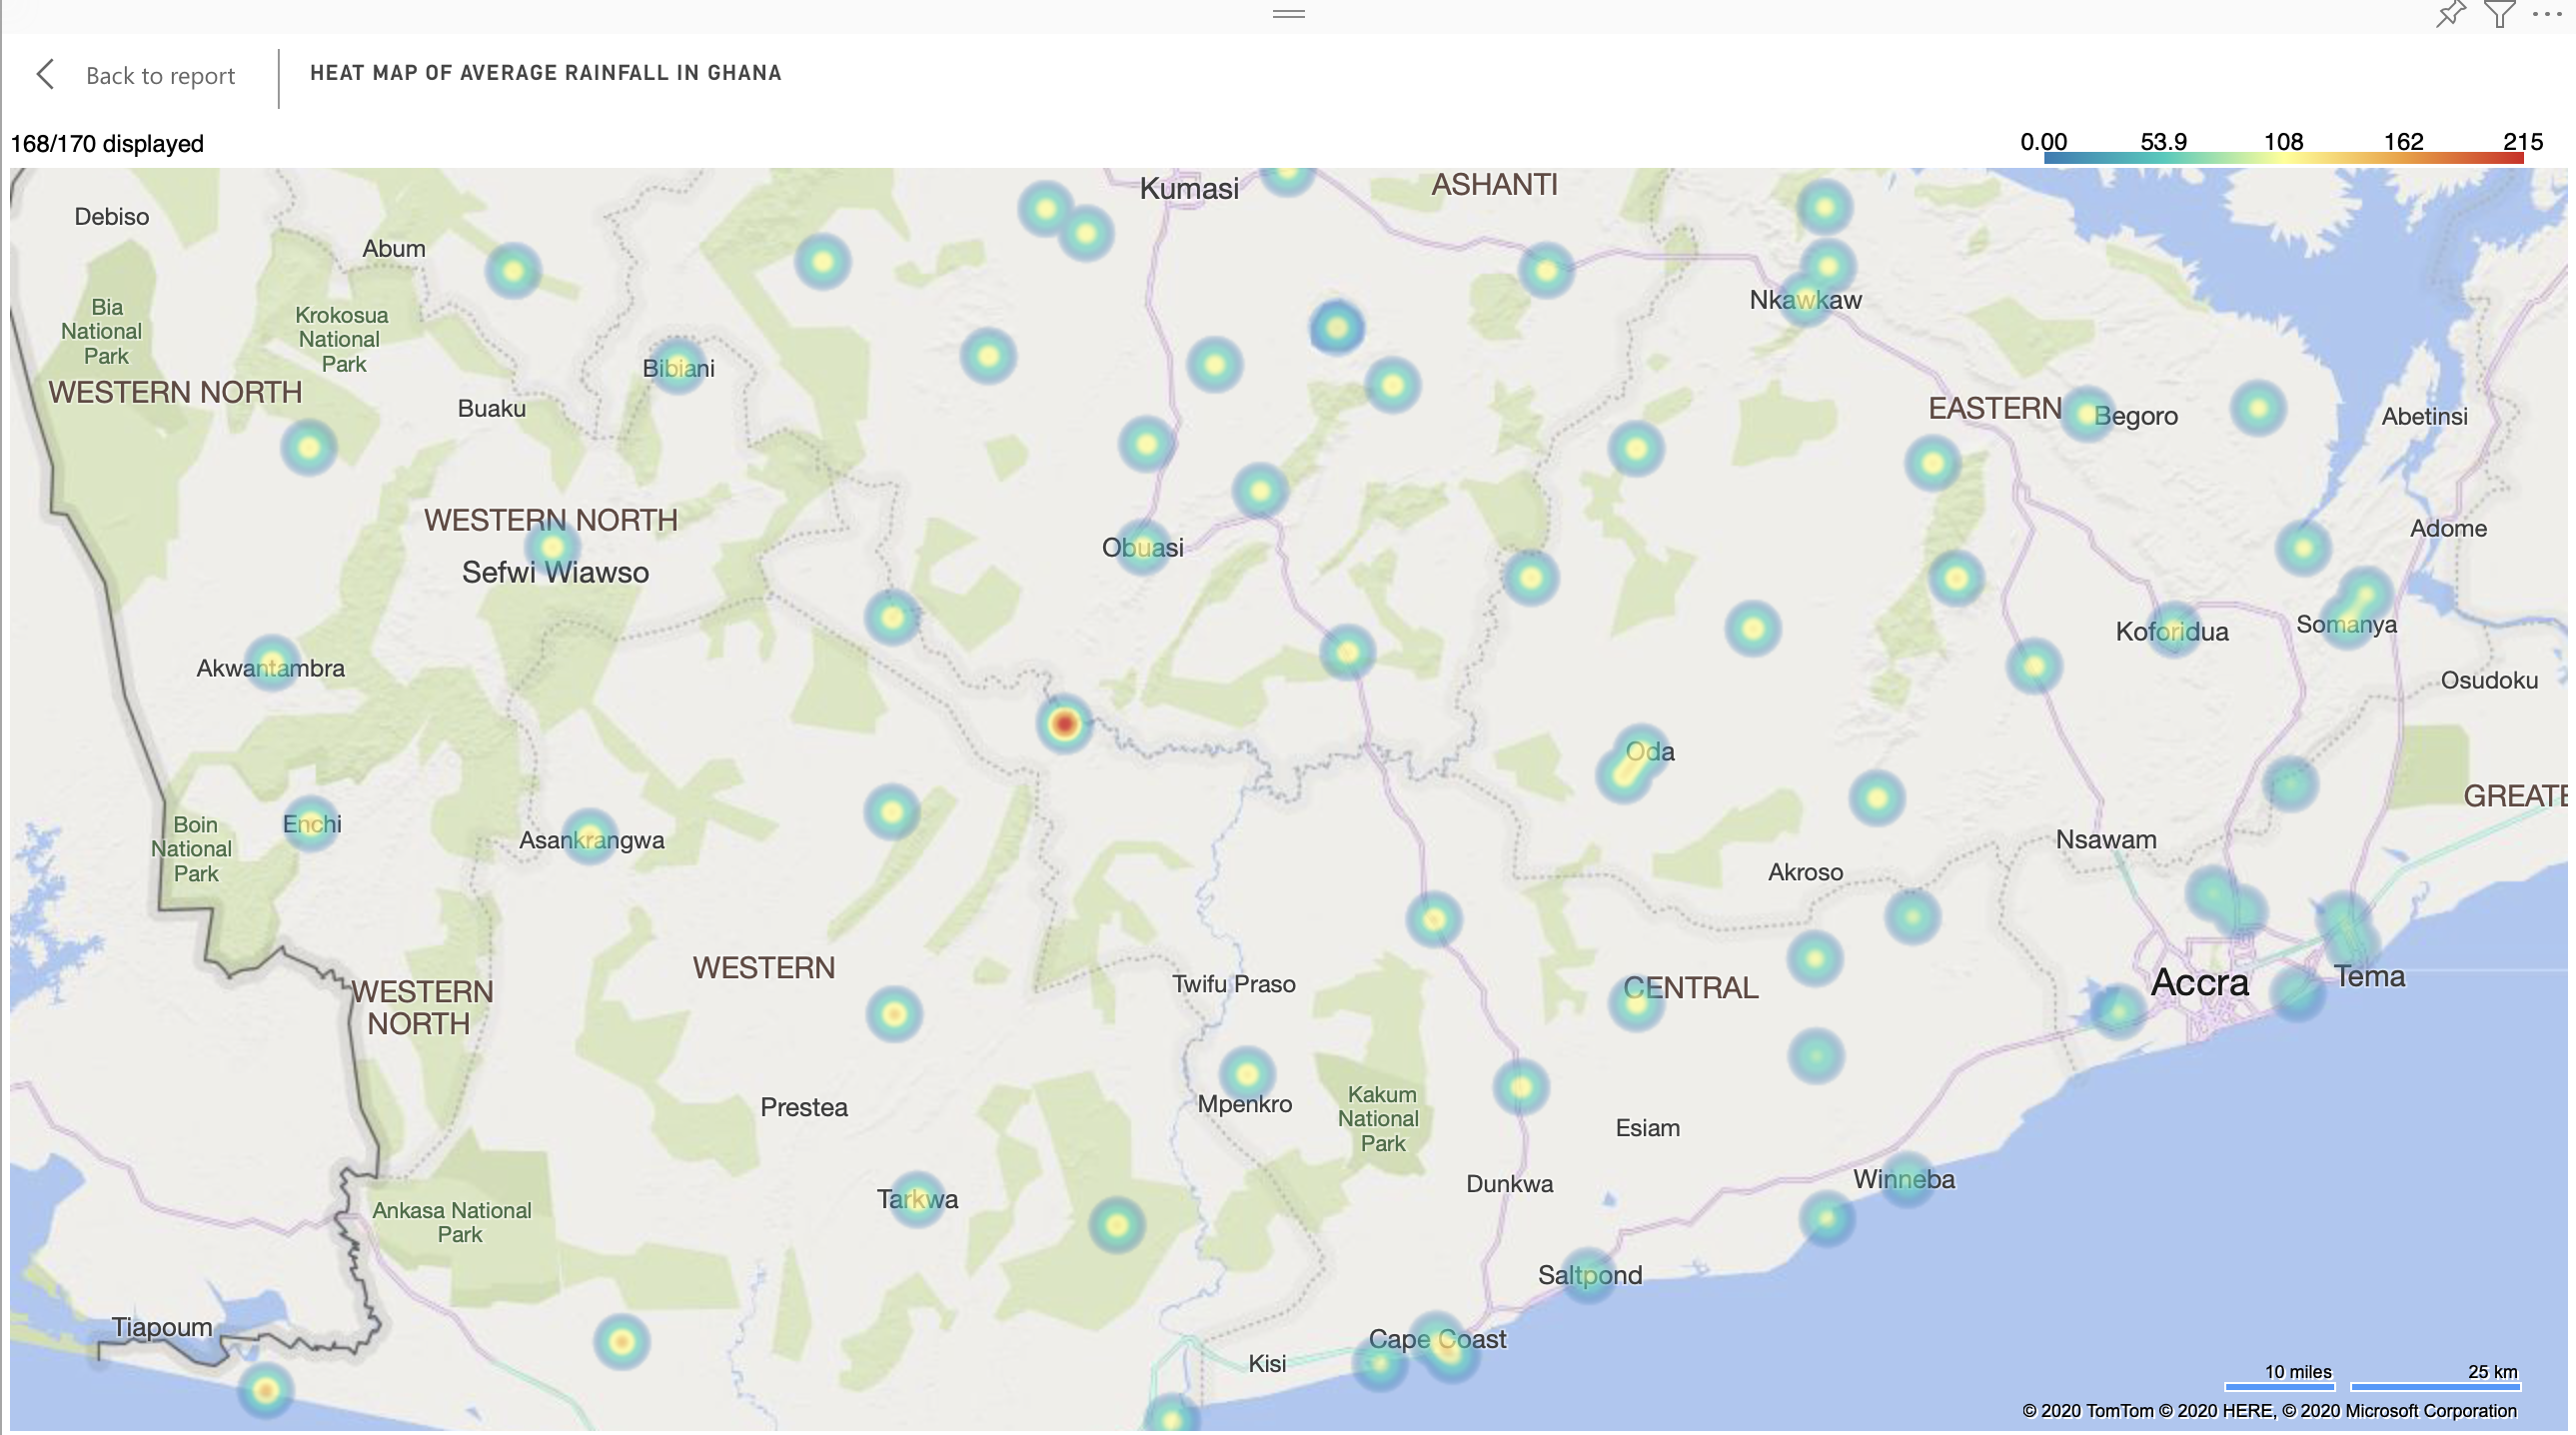 Back to report
HEAT MAP OF AVERAGE RAINFALL IN GHANA
168/170 displayed
0.00 53.9 108 162 215
Kumasi
ASHANTI
Debiso
Abum
Bia
National
Park
Krokosua
National
Park
Nkawkaw
Bibiani
WESTERN NORTH
Buaku
EASTERN
Begoro
Abetinsi
WESTERN NORTH
Sefwi Wiawso
Obuasi
Adome
Akwantambra
Koforidua
Somanya
Osudoku
Oda
GREATE
Boin
National
Park
Enchi
Asankrangwa
Nsawam
Akroso
WESTERN
NORTH
WESTERN
Twifu Praso
CENTRAL
Accra
Tema
Prestea
Mpenkro
Kakum
National
Park
Esiam
Tarkwa
Dunkwa
Winneba
Ankasa National
Park
Saltpond
Tiapoum
Cape Coast
Kisi
10 miles 25 km
© 2020 TomTom © 2020 HERE, © 2020 Microsoft Corporation